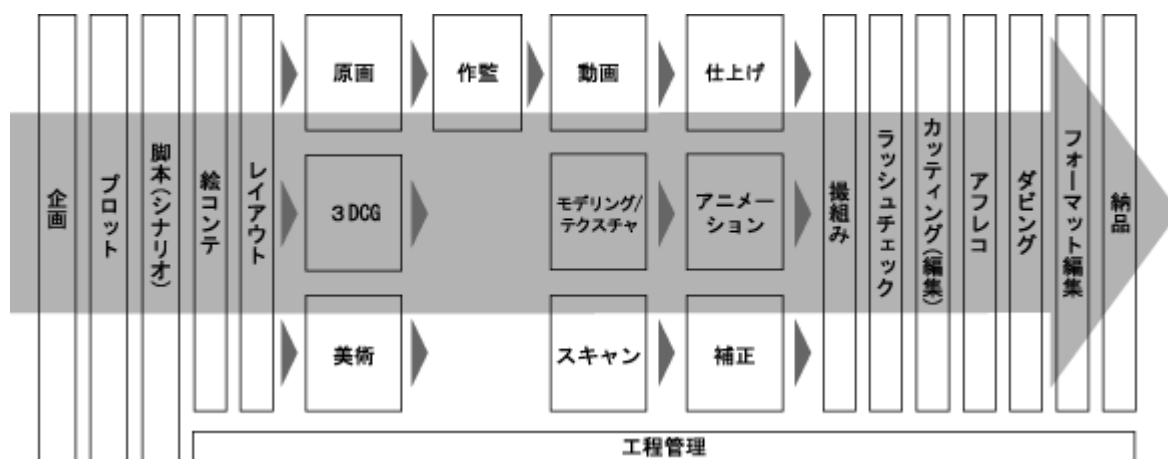 企画
プロット
脚本(シナリオ)
絵コンテ
レイアウト
原画
作監
動画
仕上げ
3DCG
モデリング/
テクスチャ
アニメー
ション
美術
スキャン
補正
撮組み
ラッシュチェック
カッティング(編集)
アフレコ
ダビング
フォーマット編集
納品
工程管理